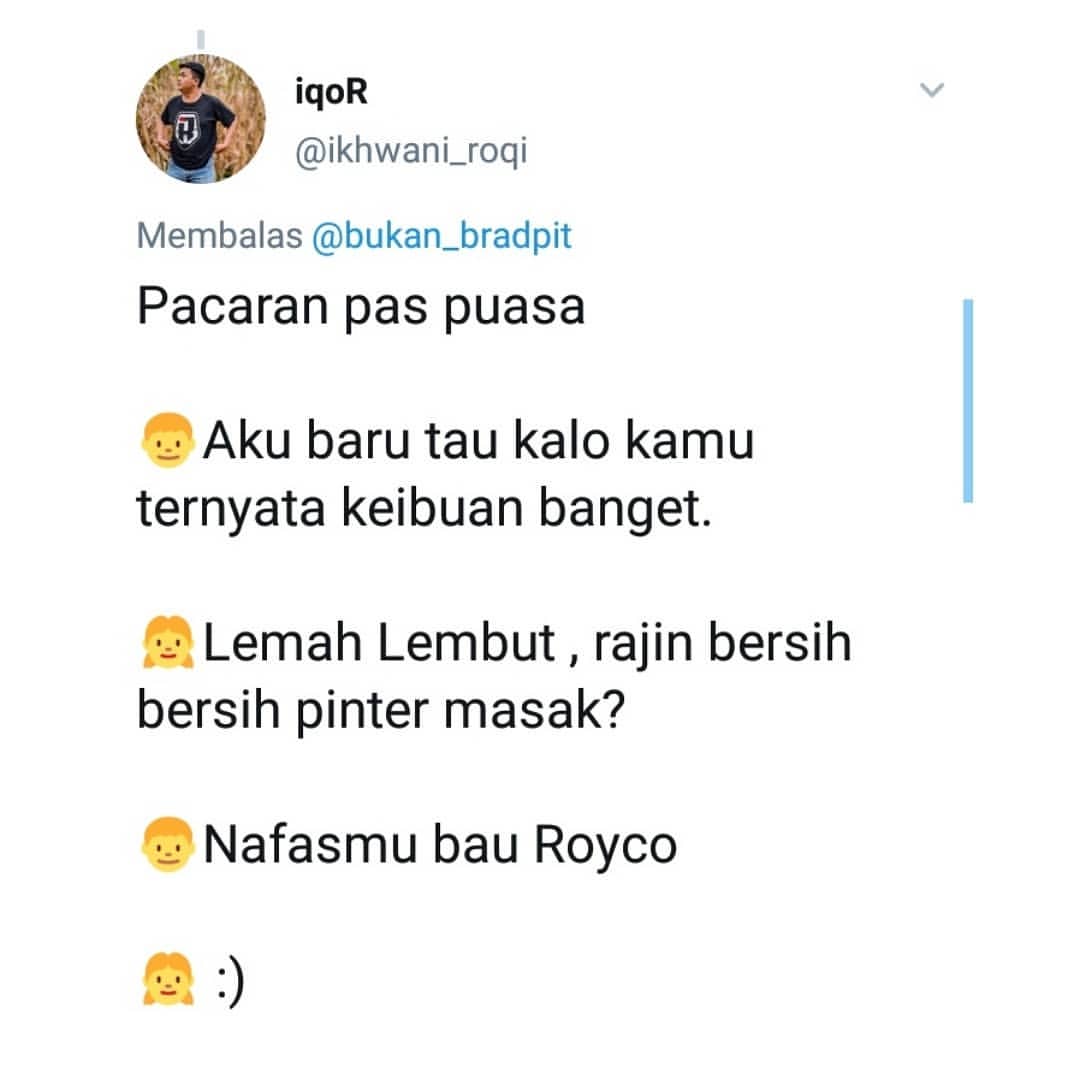 iqoR
@ikhwani_roqi
Membalas @bukan_bradpit
Pacaran pas puasa
👦Aku baru tau kalo kamu
ternyata keibuan banget.
👧Lemah Lembut , rajin bersih
bersih pinter masak?
👦Nafasmu bau Royco
👧 :)